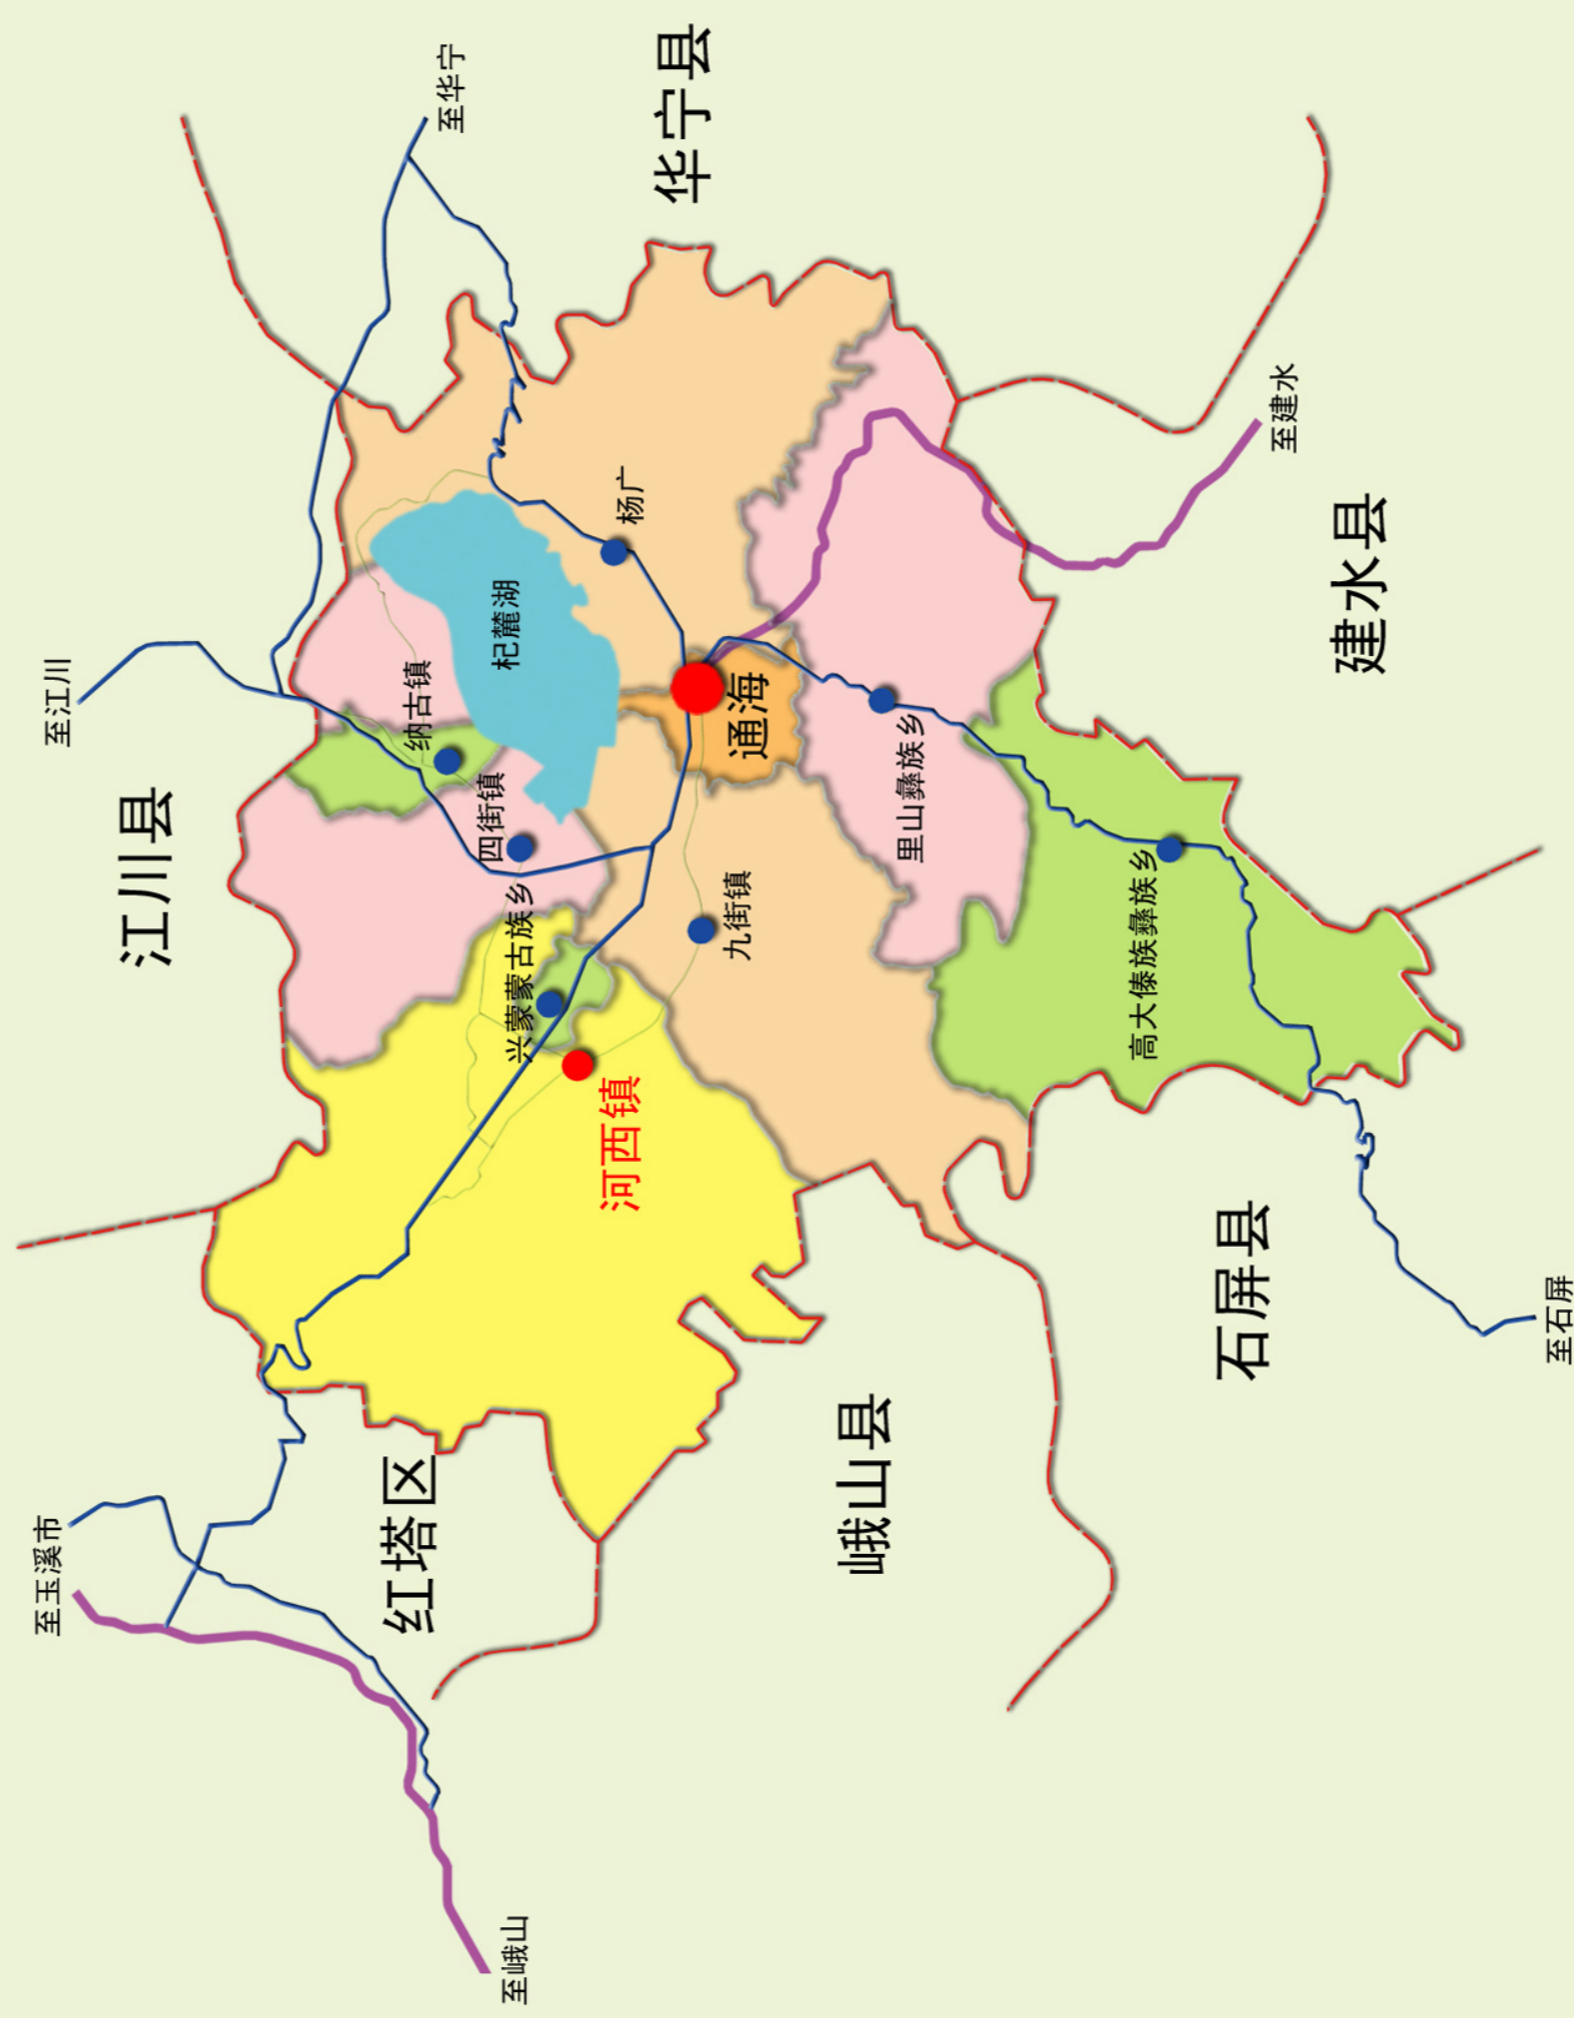 至玉溪市
至江川
江川县
红塔区
纳古镇
至华宁
四街镇
杞麓湖
至峨山
兴蒙蒙古族乡
河西镇
杨广
华宁县
九街镇
通海
峨山县
里山彝族乡
高大傣族彝族乡
石屏县
至建水
建水县
至石屏